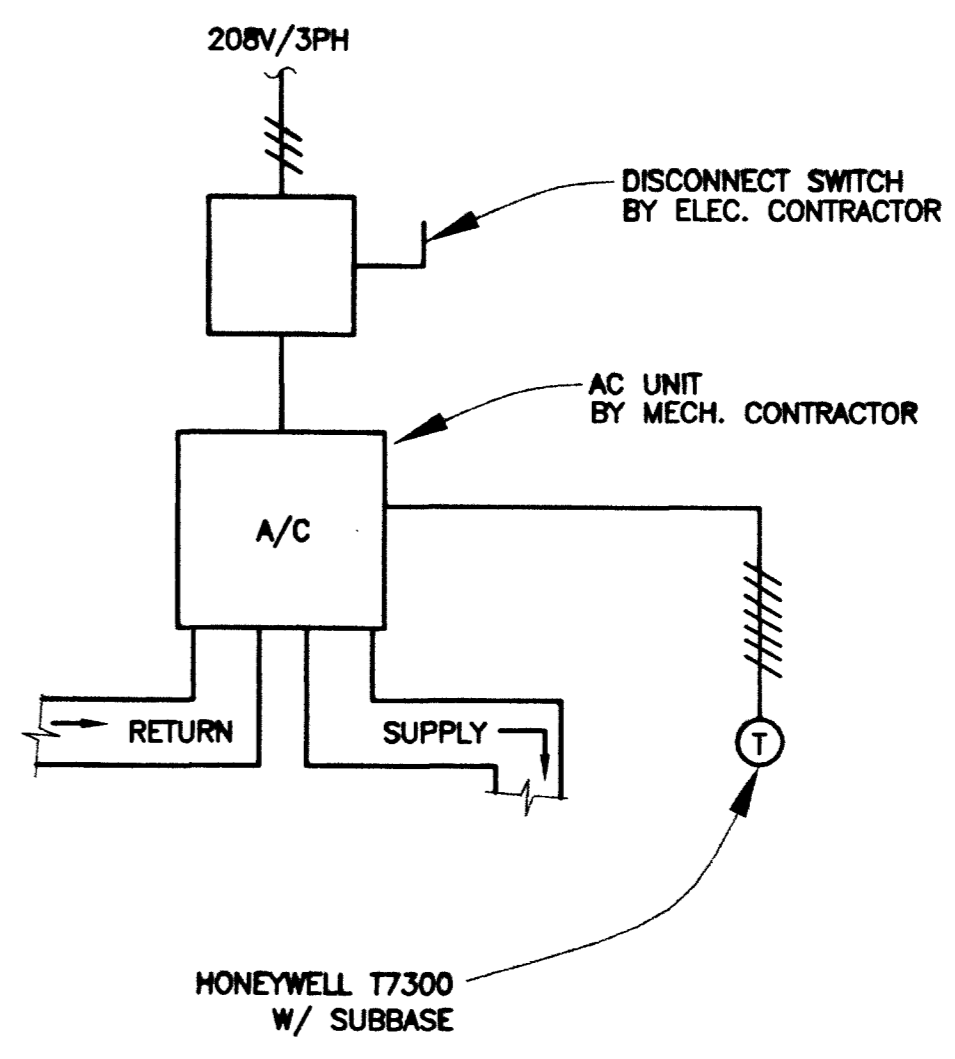 208V/3PH
DISCONNECT SWITCH
BY ELEC. CONTRACTOR
AC UNIT
BY MECH. CONTRACTOR
A/C
RETURN
SUPPLY
T
HONEYWELL T7300
W/ SUBBASE